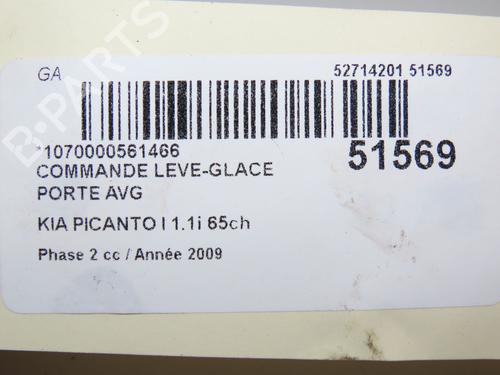 B-PARTS
GA
52714201 51569
*1070000561466
51569
COMMANDE LEVE-GLACE
PORTE AVG
KIA PICANTO I 1.1i 65ch
Phase 2 cc / Année 2009